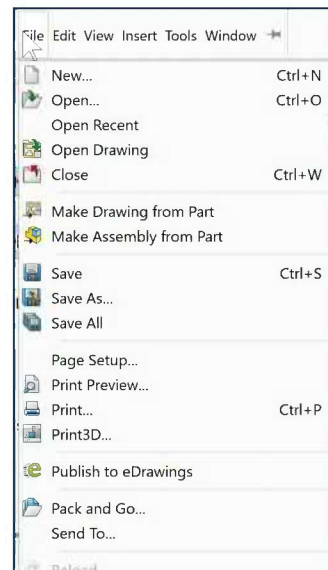 File Edit View Insert Tools Window
New... Ctrl+N
Open... Ctrl+O
Open Recent
Open Drawing
Close Ctrl+W
Make Drawing from Part
Make Assembly from Part
Save Ctrl+S
Save As...
Save All
Page Setup...
Print Preview...
Print... Ctrl+P
Print3D...
Publish to eDrawings
Pack and Go...
Send To...
Reload